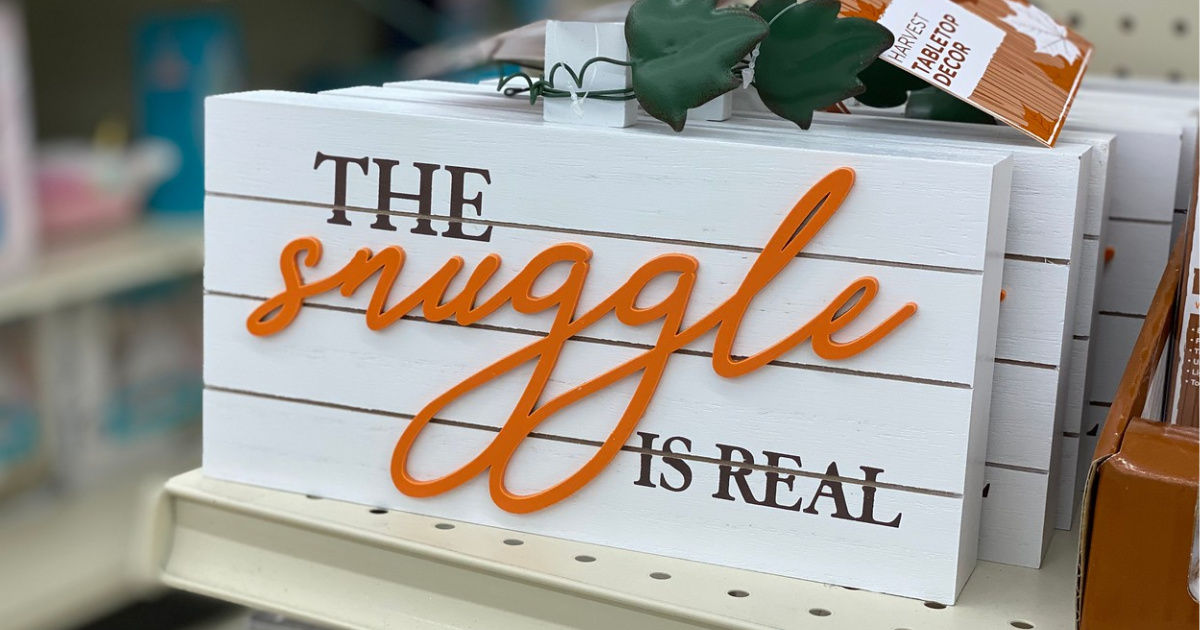 HARVEST
TABLETOP
DECOR
THE
snuggle
IS REAL